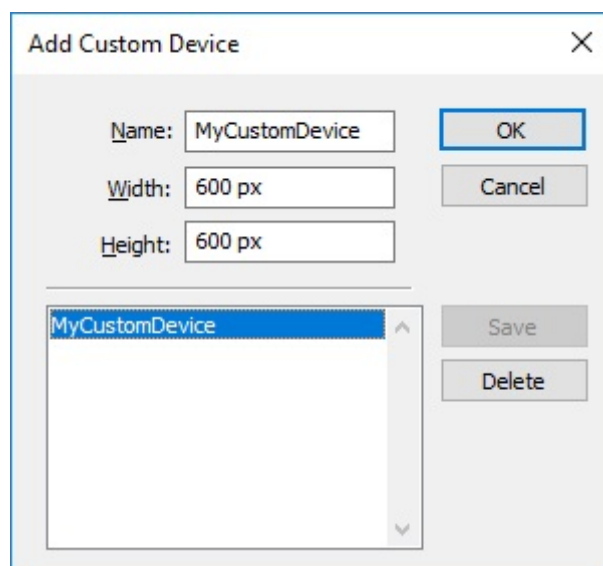 Add Custom Device
Name: MyCustomDevice
OK
Width: 600 px
Cancel
Height: 600 px
MyCustomDevice
Save
Delete